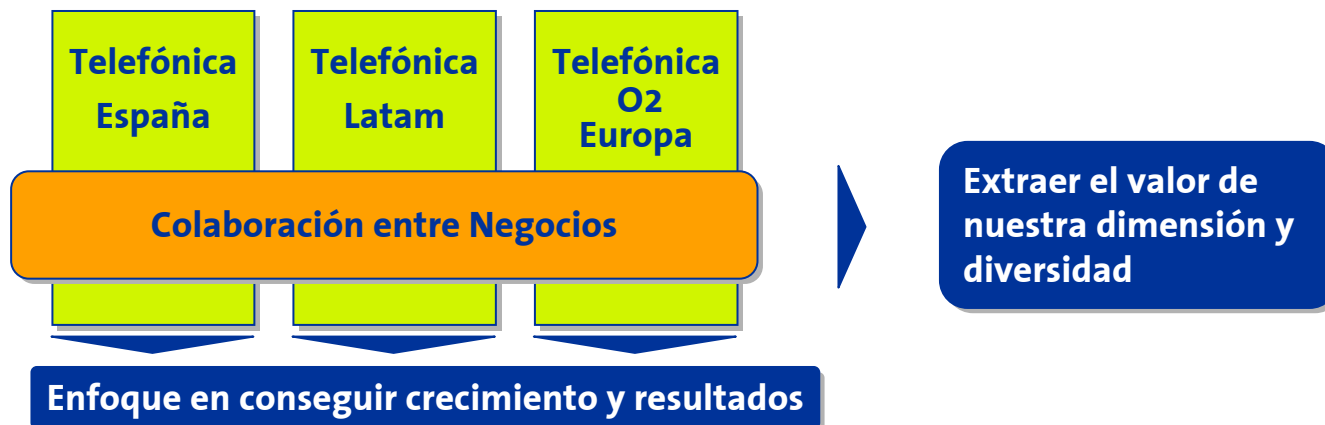 Telefónica
España
Telefónica
Latam
Telefónica
O2
Europa
Colaboración entre Negocios
Extraer el valor de
nuestra dimensión y
diversidad
Enfoque en conseguir crecimiento y resultados